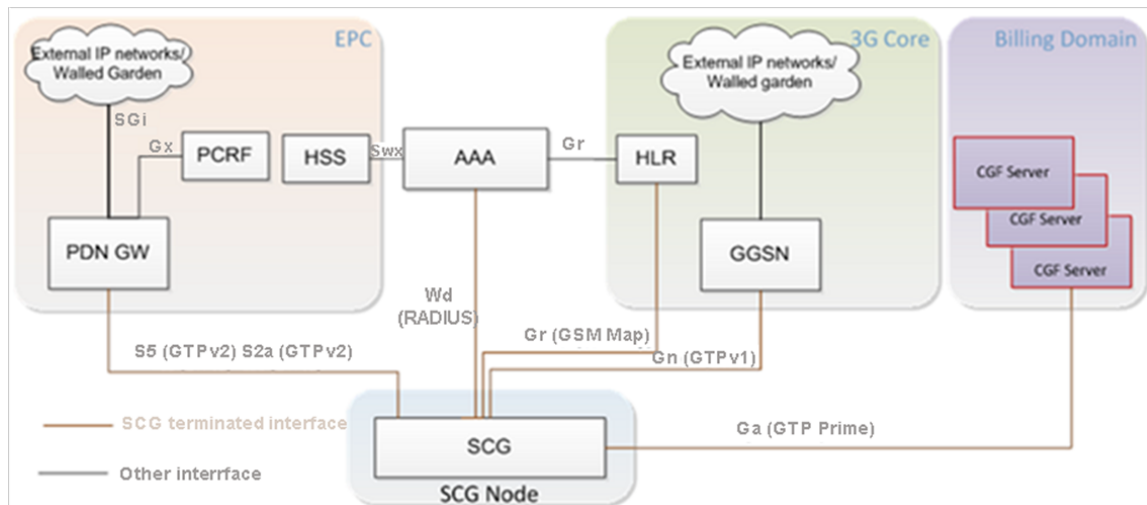 EPC
External IP networks/
Walled Garden
SGi
Gx
PCRF
HSS
Swx
AAA
Gr
HLR
PDN GW
3G Core
External IP networks/
Walled garden
GGSN
Billing Domain
CGF Server
CGF Server
CGF Server
Wd
(RADIUS)
Gr (GSM Map)
Gn (GTPv1)
S5 (GTPv2) S2a (GTPv2)
SCG terminated interface
Other interrface
Ga (GTP Prime)
SCG
SCG Node